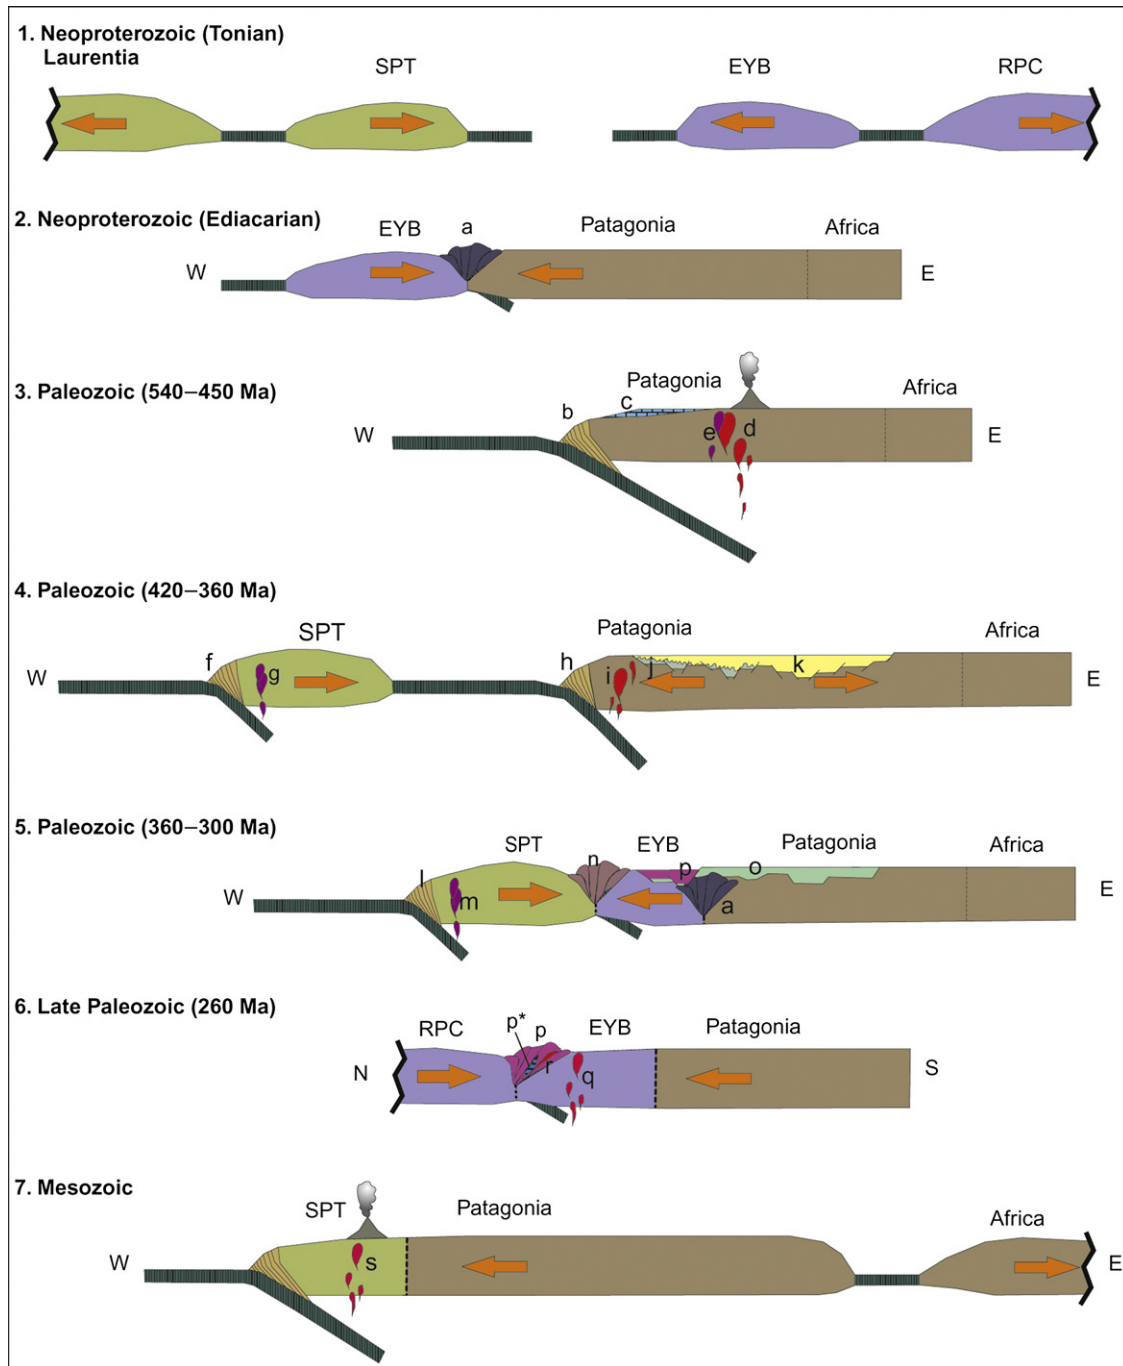 1. Neoproterozoic (Tonian)
Laurentia
SPT
EYB
RPC
2. Neoproterozoic (Ediacarian)
EYB
a
Patagonia
Africa
W
E
3. Paleozoic (540–450 Ma)
Patagonia
Africa
b
c
e
d
W
E
4. Paleozoic (420–360 Ma)
SPT
Patagonia
Africa
W
f
g
h
i
j
k
E
5. Paleozoic (360–300 Ma)
SPT
EYB
Patagonia
Africa
W
l
m
n
p
o
a
E
6. Late Paleozoic (260 Ma)
RPC
p*
p
EYB
Patagonia
N
r
q
S
7. Mesozoic
SPT
Patagonia
Africa
W
s
E